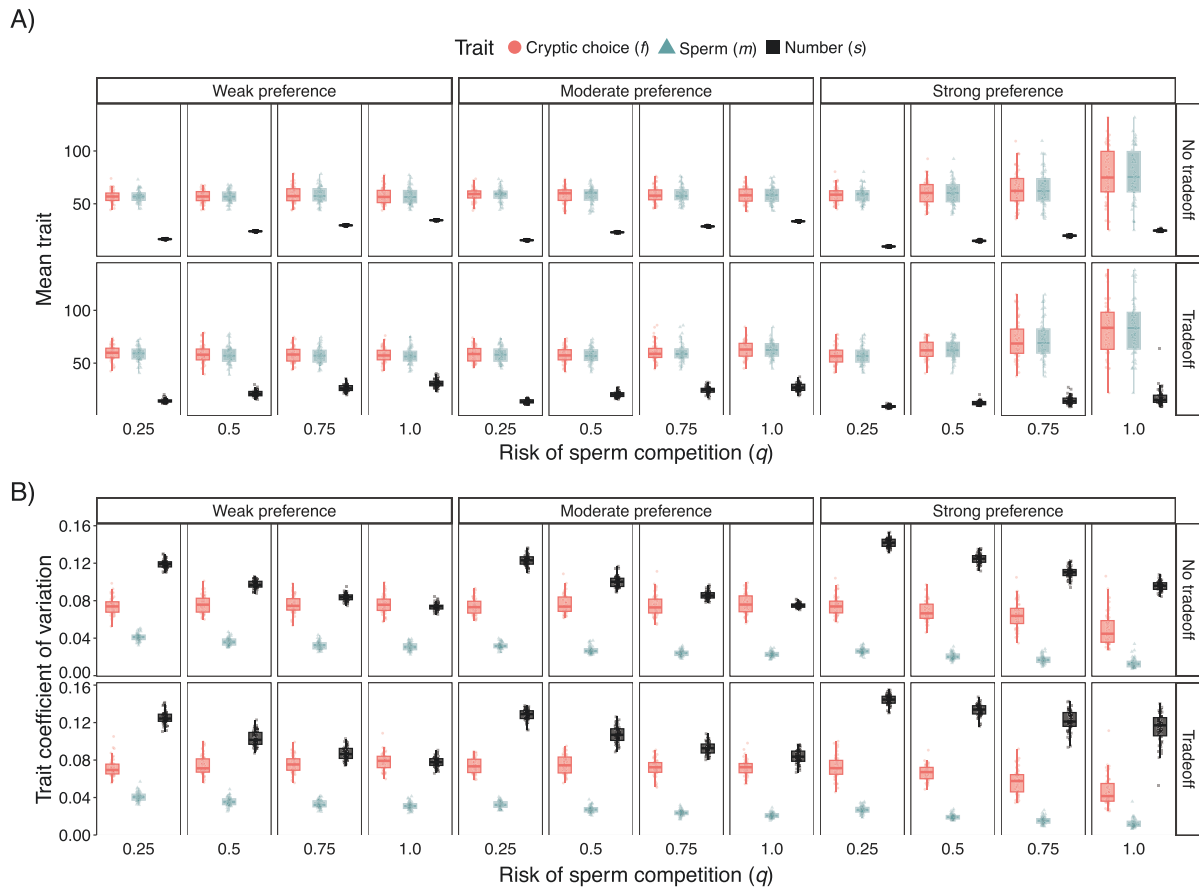 A)
Trait Cryptic choice (f) Sperm (m) Number (s)
Weak preference Moderate preference Strong preference
Mean trait
100
50
No tradeoff
100
50
Tradeoff
0.25 0.5 0.75 1.0 0.25 0.5 0.75 1.0 0.25 0.5 0.75 1.0
Risk of sperm competition (q)
B)
Weak preference Moderate preference Strong preference
Trait coefficient of variation
0.16
0.12
0.08
0.04
0.00
No tradeoff
0.16
0.12
0.08
0.04
0.00
Tradeoff
0.25 0.5 0.75 1.0 0.25 0.5 0.75 1.0 0.25 0.5 0.75 1.0
Risk of sperm competition (q)